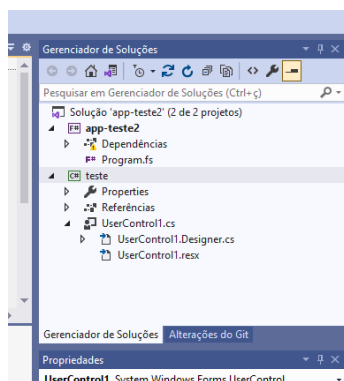 Gerenciador de Soluções
Pesquisar em Gerenciador de Soluções (Ctrl+ç)
Solução 'app-teste2' (2 de 2 projetos)
F# app-teste2
Dependências
F# Program.fs
C# teste
Properties
Referências
UserControl1.cs
UserControl1.Designer.cs
UserControl1.resx
Gerenciador de Soluções Alterações do Git
Propriedades
UserControl1 System.Windows.Forms.UserControl